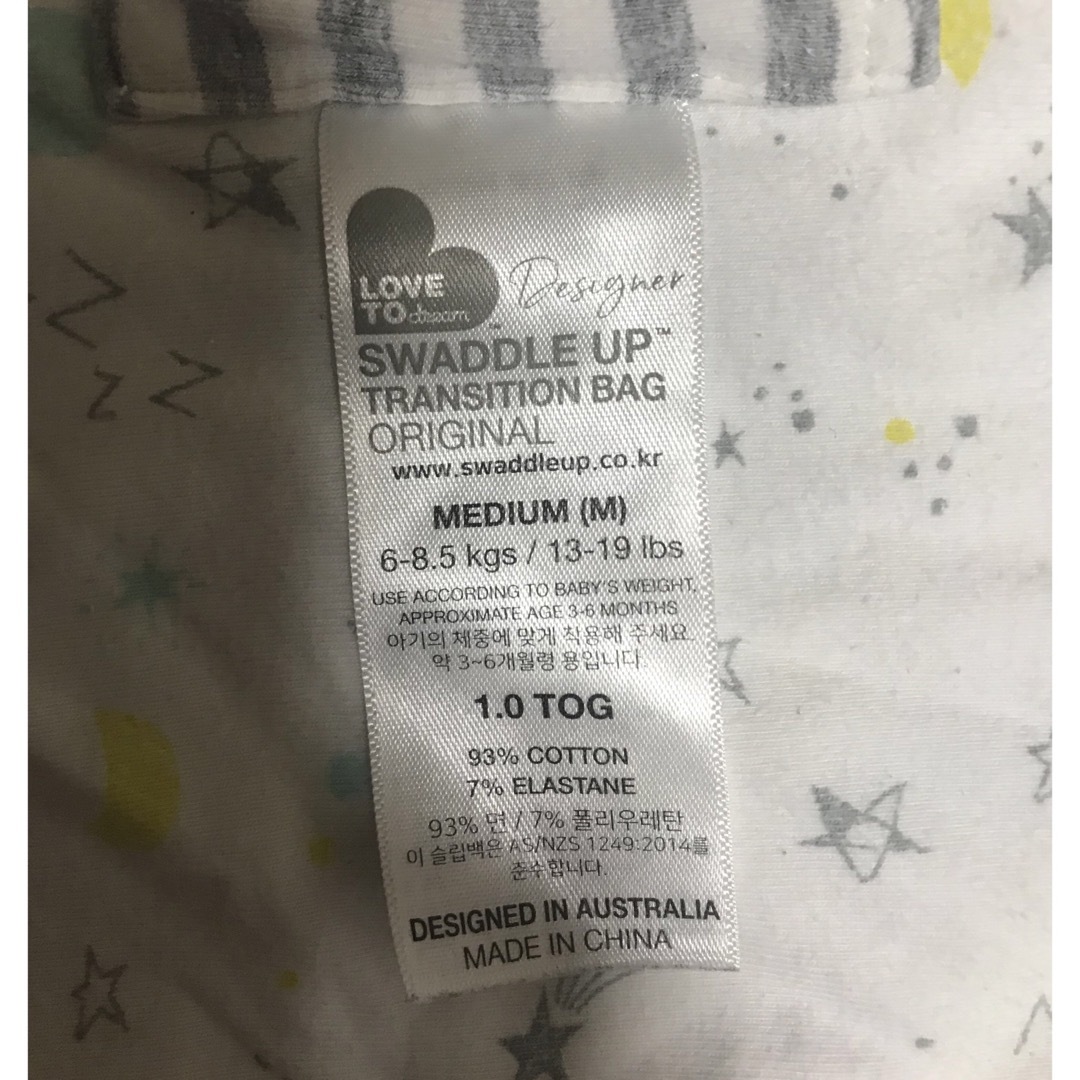 LOVE
TO dream™
Designer
SWADDLE UP™
TRANSITION BAG
ORIGINAL
www.swaddleup.co.kr
MEDIUM (M)
6-8.5 kgs / 13-19 lbs
USE ACCORDING TO BABY'S WEIGHT,
APPROXIMATE AGE 3-6 MONTHS
아기의 체중에 맞게 착용해 주세요.
약 3~6개월령 용입니다.
1.0 TOG
93% COTTON
7% ELASTANE
93% 면 / 7% 폴리우레탄
이 슬립백은 AS/NZS 1249:2014를
준수합니다.
DESIGNED IN AUSTRALIA
MADE IN CHINA